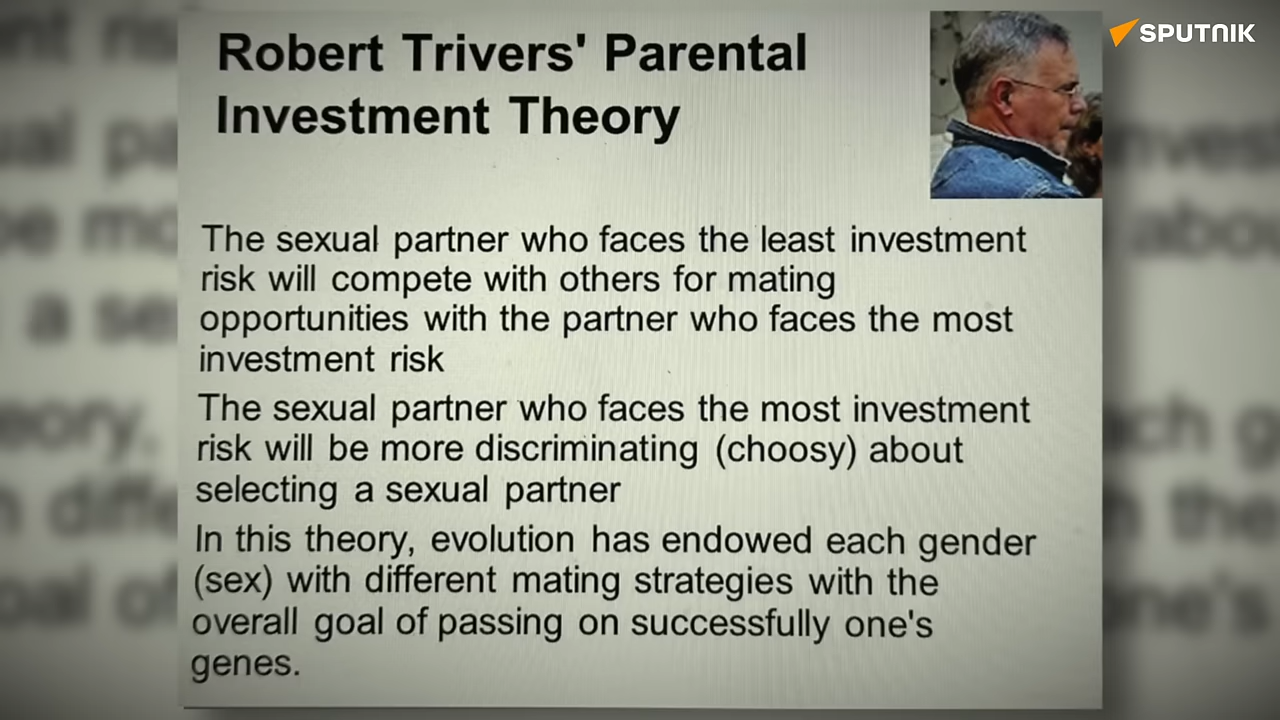 SPUTNIK
Robert Trivers' Parental
Investment Theory
The sexual partner who faces the least investment
risk will compete with others for mating
opportunities with the partner who faces the most
investment risk
The sexual partner who faces the most investment
risk will be more discriminating (choosy) about
selecting a sexual partner
In this theory, evolution has endowed each gender
(sex) with different mating strategies with the
overall goal of passing on successfully one's
genes.